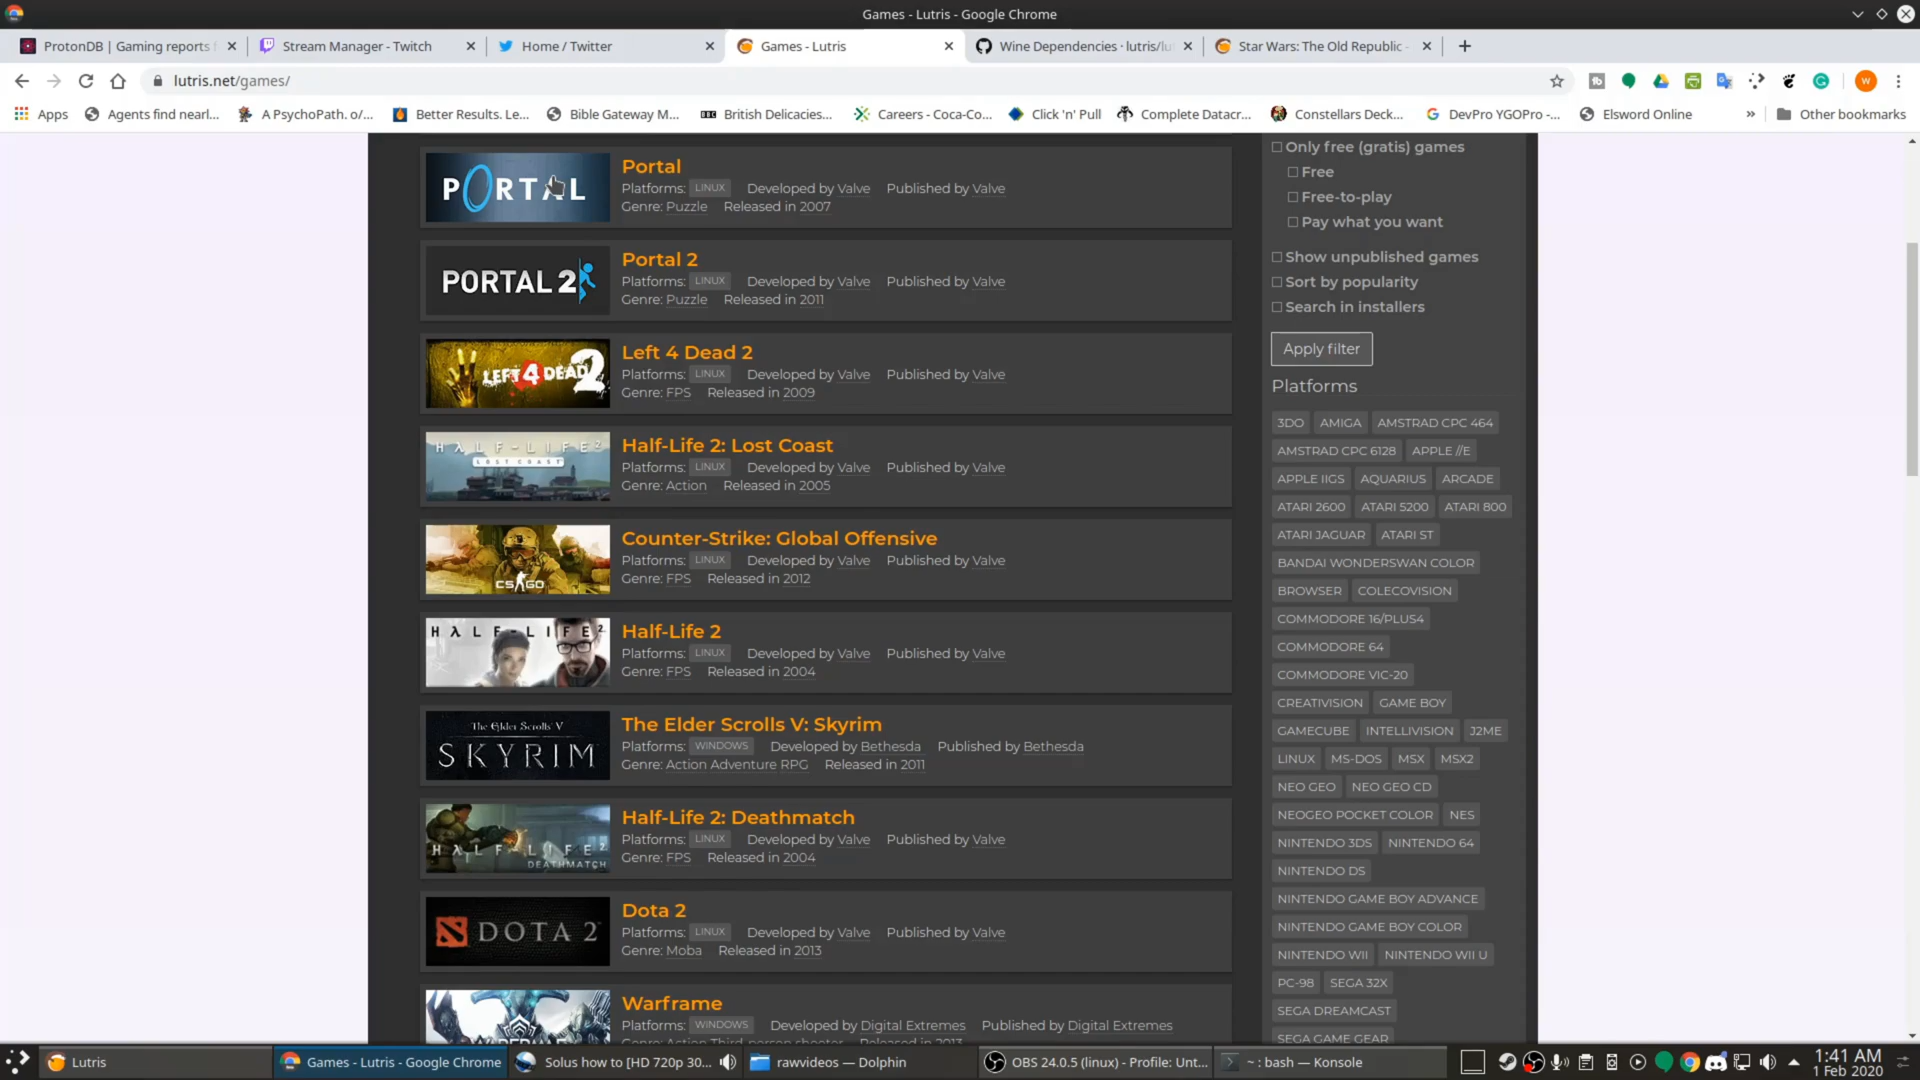 Games - Lutris - Google Chrome
ProtonDB | Gaming reports f
Stream Manager - Twitch
Home / Twitter
Games - Lutris
Wine Dependencies · lutris/lu
Star Wars: The Old Republic -
lutris.net/games/
Apps
Agents find nearl...
A PsychoPath. o/...
Better Results. Le...
Bible Gateway M...
British Delicacies...
Careers - Coca-Co...
Click 'n' Pull
Complete Datacr...
Constellars Deck...
DevPro YGOPro -...
Elsword Online
»
Other bookmarks
PORTAL
Portal
Platforms: LINUX Developed by Valve Published by Valve
Genre: Puzzle Released in 2007
PORTAL 2
Portal 2
Platforms: LINUX Developed by Valve Published by Valve
Genre: Puzzle Released in 2011
LEFT 4 DEAD 2
Left 4 Dead 2
Platforms: LINUX Developed by Valve Published by Valve
Genre: FPS Released in 2009
HλLF-LIFE²
LOST COAST
Half-Life 2: Lost Coast
Platforms: LINUX Developed by Valve Published by Valve
Genre: Action Released in 2005
CS GO
Counter-Strike: Global Offensive
Platforms: LINUX Developed by Valve Published by Valve
Genre: FPS Released in 2012
HλLF-LIFE²
Half-Life 2
Platforms: LINUX Developed by Valve Published by Valve
Genre: FPS Released in 2004
The Elder Scrolls V
SKYRIM
The Elder Scrolls V: Skyrim
Platforms: WINDOWS Developed by Bethesda Published by Bethesda
Genre: Action Adventure RPG Released in 2011
HλLF-LIFE²
DEATHMATCH
Half-Life 2: Deathmatch
Platforms: LINUX Developed by Valve Published by Valve
Genre: FPS Released in 2004
DOTA 2
Dota 2
Platforms: LINUX Developed by Valve Published by Valve
Genre: Moba Released in 2013
Warframe
Platforms: WINDOWS Developed by Digital Extremes Published by Digital Extremes
Genre: Action Third-person shooter Released in 2013
Only free (gratis) games
Free
Free-to-play
Pay what you want
Show unpublished games
Sort by popularity
Search in installers
Apply filter
Platforms
3DO AMIGA AMSTRAD CPC 464
AMSTRAD CPC 6128 APPLE //E
APPLE IIGS AQUARIUS ARCADE
ATARI 2600 ATARI 5200 ATARI 800
ATARI JAGUAR ATARI ST
BANDAI WONDERSWAN COLOR
BROWSER COLECOVISION
COMMODORE 16/PLUS4
COMMODORE 64
COMMODORE VIC-20
CREATIVISION GAME BOY
GAMECUBE INTELLIVISION J2ME
LINUX MS-DOS MSX MSX2
NEO GEO NEO GEO CD
NEOGEO POCKET COLOR NES
NINTENDO 3DS NINTENDO 64
NINTENDO DS
NINTENDO GAME BOY ADVANCE
NINTENDO GAME BOY COLOR
NINTENDO WII NINTENDO WII U
PC-98 SEGA 32X
SEGA DREAMCAST
SEGA GAME GEAR
Lutris
Games - Lutris - Google Chrome
Solus how to [HD 720p 30...
rawvideos — Dolphin
OBS 24.0.5 (linux) - Profile: Unt...
~ : bash — Konsole
1:41 AM
1 Feb 2020